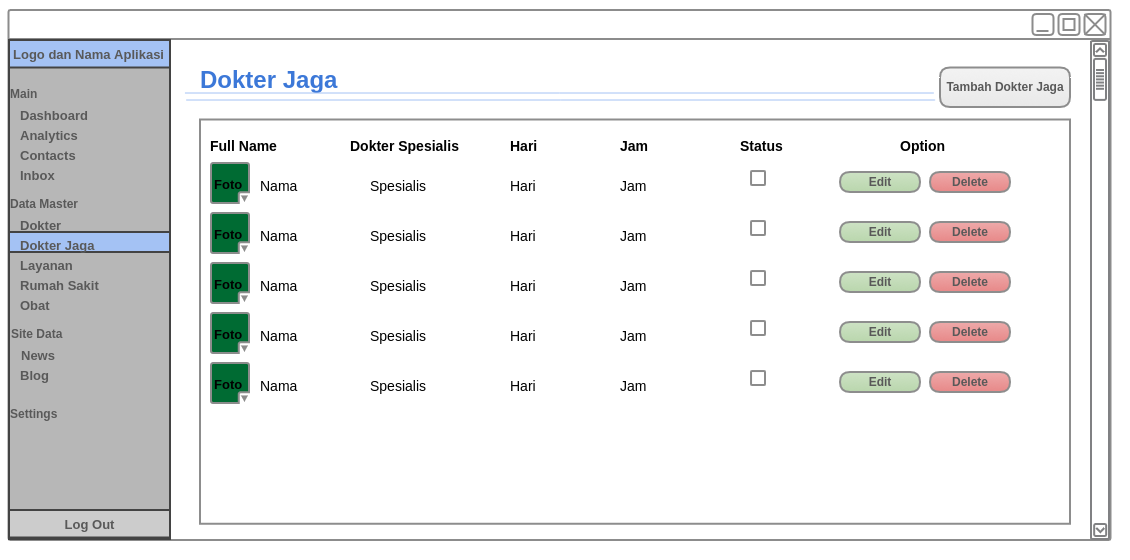 Logo dan Nama Aplikasi
Main
Dashboard
Analytics
Contacts
Inbox
Data Master
Dokter
Dokter Jaga
Layanan
Rumah Sakit
Obat
Site Data
News
Blog
Settings
Log Out
Dokter Jaga
Tambah Dokter Jaga
Full Name Dokter Spesialis Hari Jam Status Option
Foto Nama Spesialis Hari Jam Edit Delete
Foto Nama Spesialis Hari Jam Edit Delete
Foto Nama Spesialis Hari Jam Edit Delete
Foto Nama Spesialis Hari Jam Edit Delete
Foto Nama Spesialis Hari Jam Edit Delete